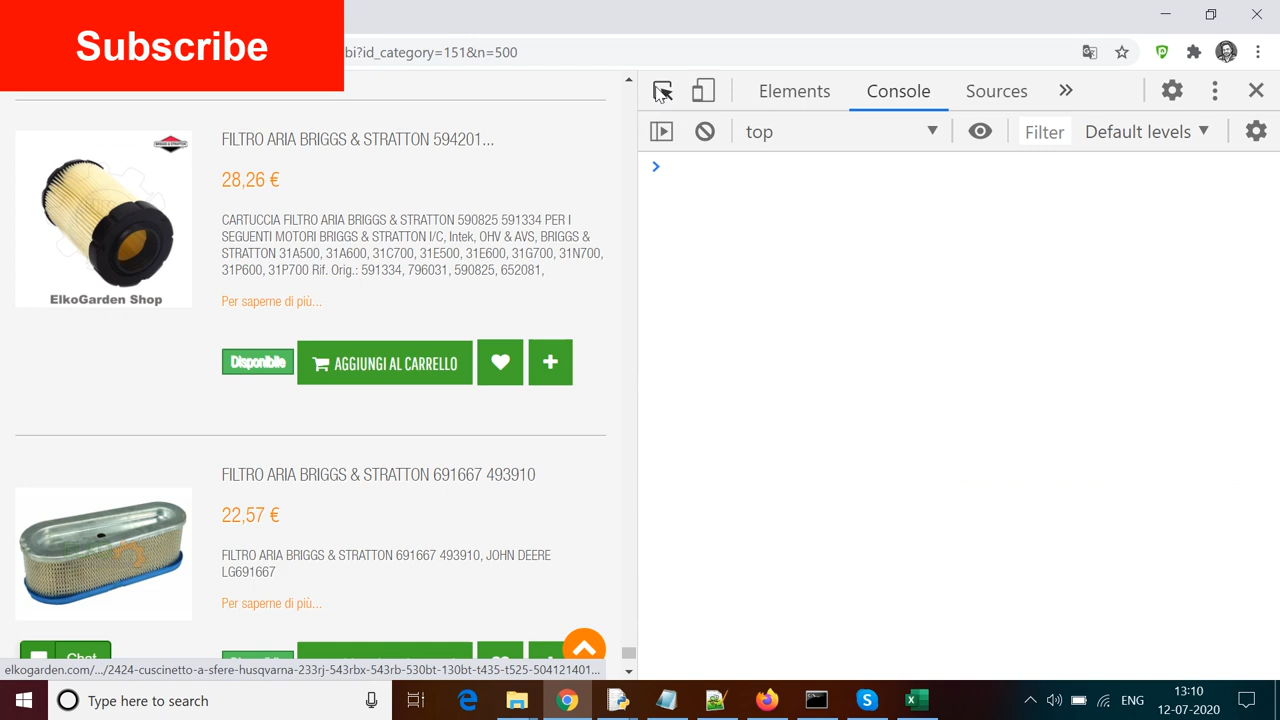 Subscribe
bi?id_category=151&n=500
Elements
Console
Sources
top
Filter
Default levels
BRIGGS & STRATTON
FILTRO ARIA BRIGGS & STRATTON 594201...
28,26 €
CARTUCCIA FILTRO ARIA BRIGGS & STRATTON 590825 591334 PER I
SEGUENTI MOTORI BRIGGS & STRATTON I/C, Intek, OHV & AVS, BRIGGS &
STRATTON 31A500, 31A600, 31C700, 31E500, 31E600, 31G700, 31N700,
31P600, 31P700 Rif. Orig.: 591334, 796031, 590825, 652081,
ElkoGarden Shop
Per saperne di più...
Disponibile
AGGIUNGI AL CARRELLO
FILTRO ARIA BRIGGS & STRATTON 691667 493910
22,57 €
FILTRO ARIA BRIGGS & STRATTON 691667 493910, JOHN DEERE
LG691667
Per saperne di più...
Chat
elkogarden.com/.../2424-cuscinetto-a-sfere-husqvarna-233rj-543rbx-543rb-530bt-130bt-t435-t525-504121401...
Type here to search
ENG
13:10
12-07-2020